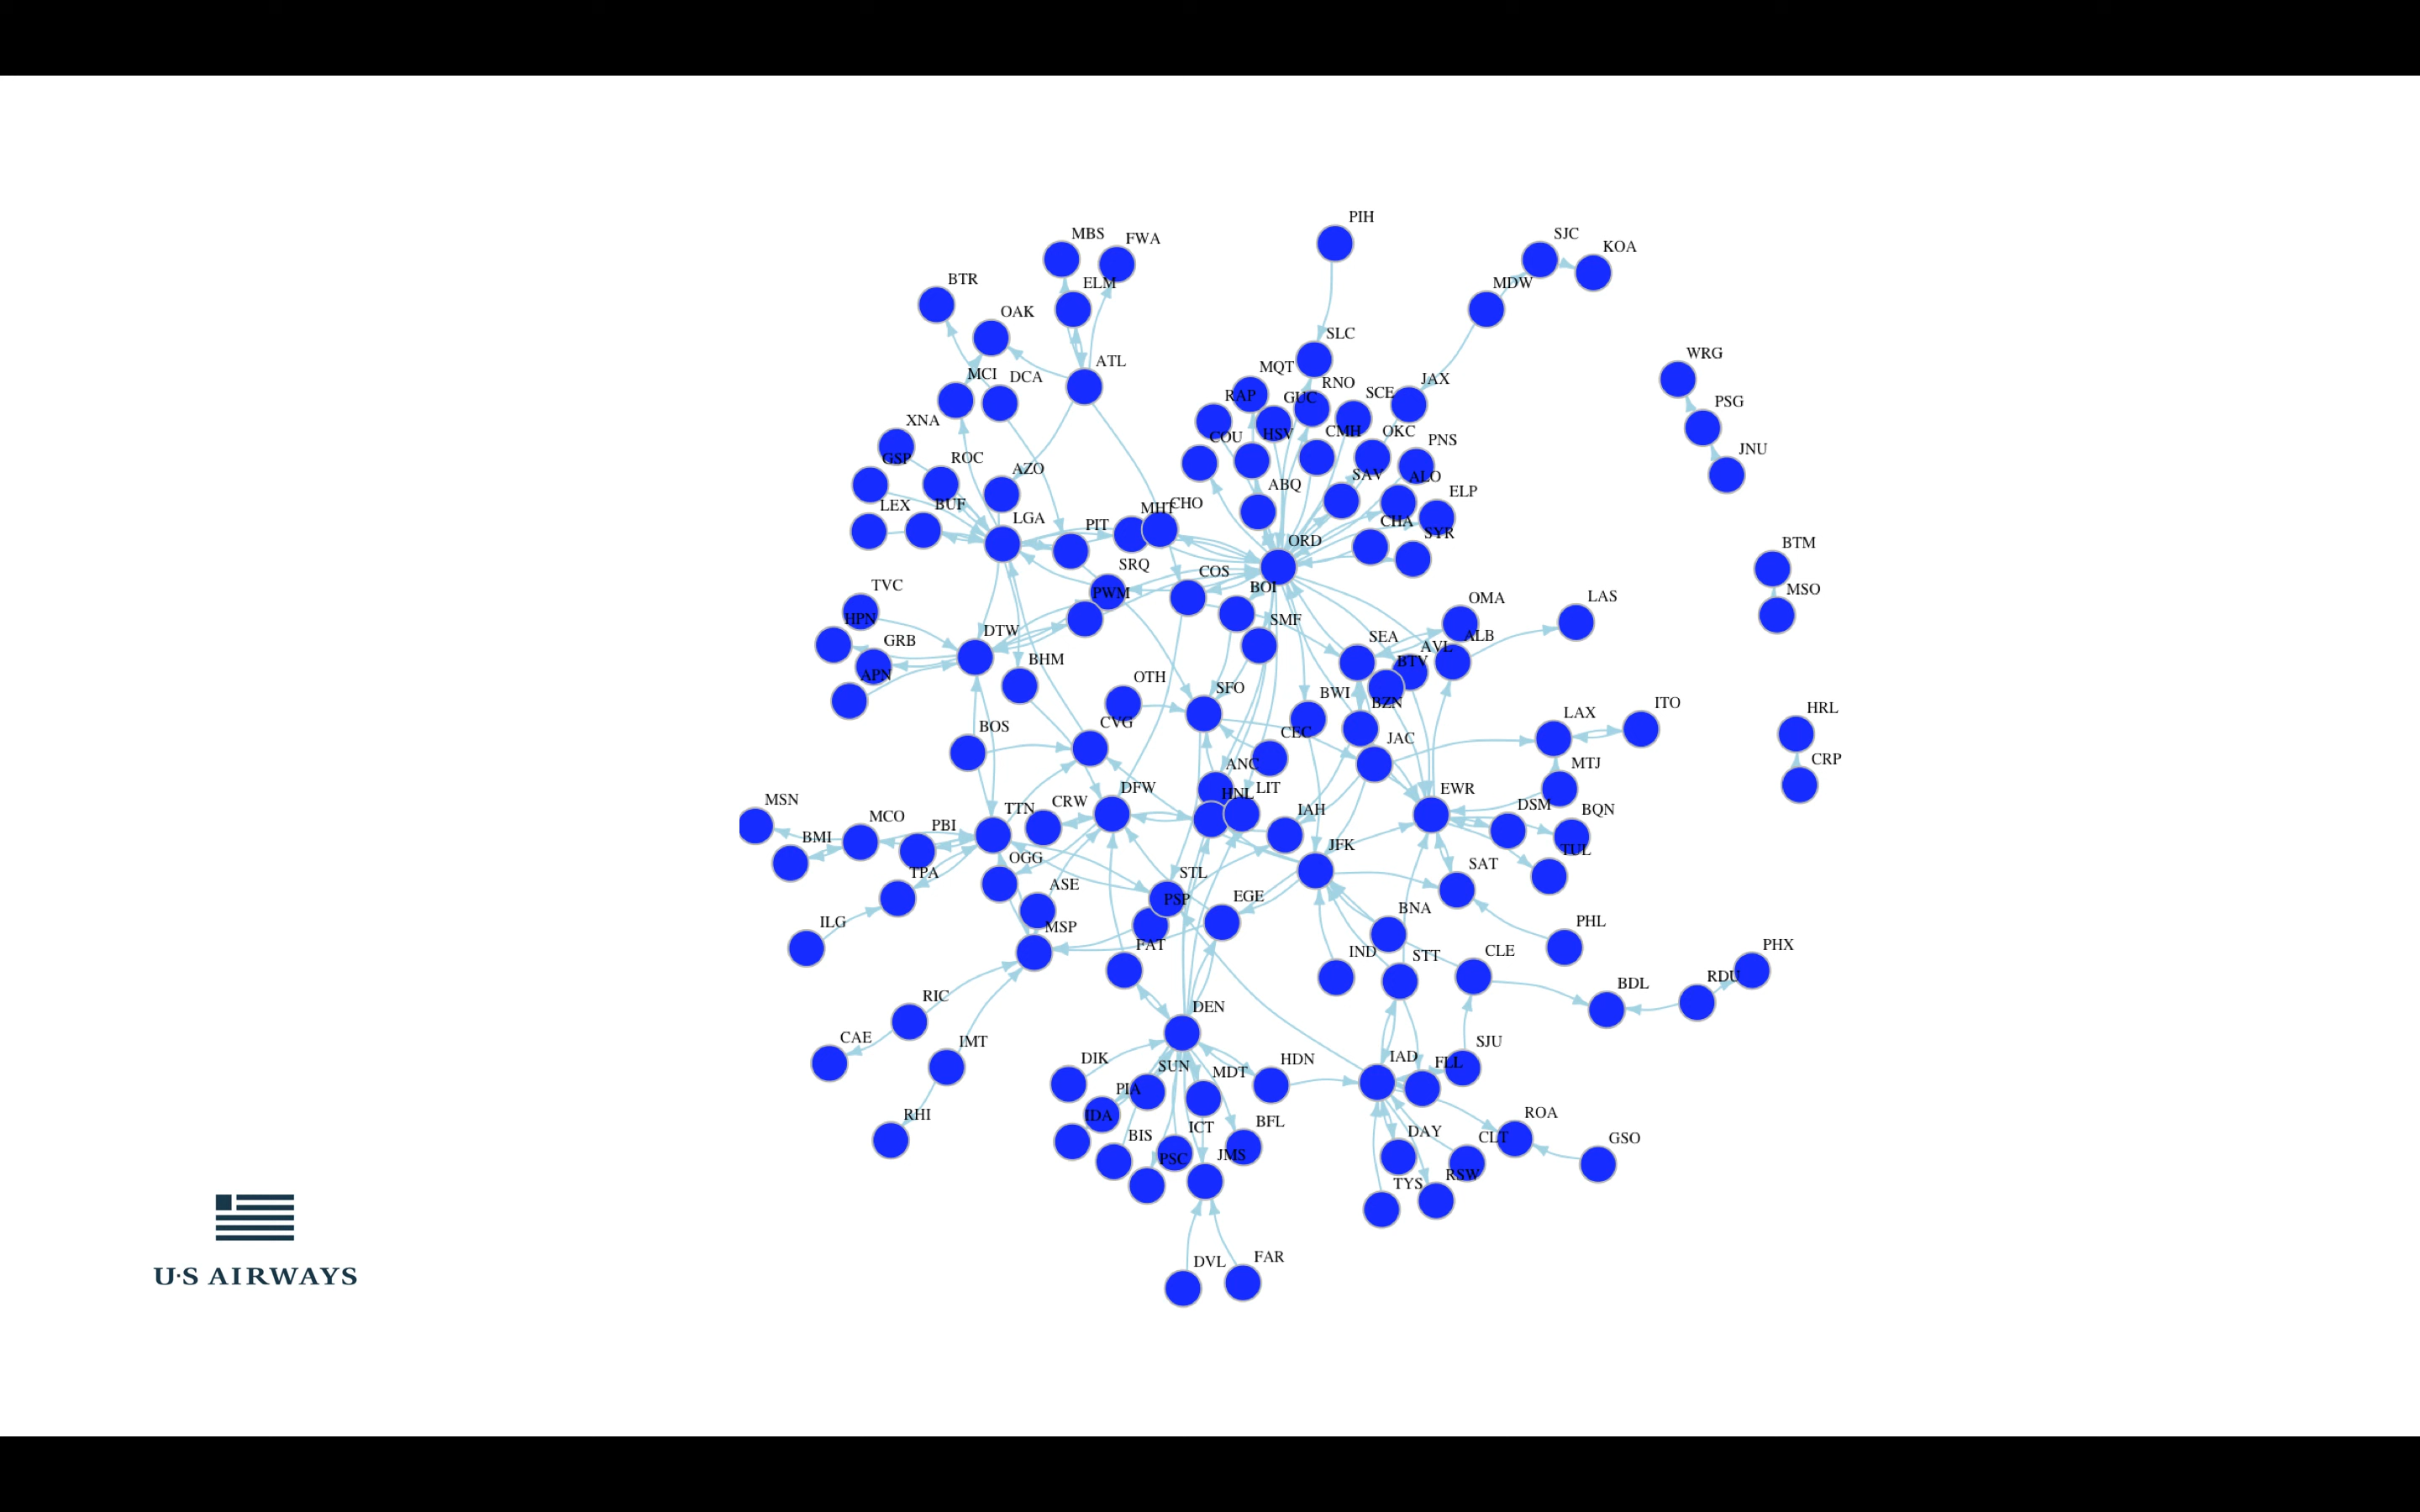 PIH
MBS
FWA
SJC
KOA
BTR
ELM
MDW
OAK
SLC
WRG
ATL
MQT
RNO
MCI
DCA
JAX
RAP
GUC
SCE
PSG
XNA
COU
HSV
CMH
OKC
PNS
JNU
GSP
ROC
AZO
SAV
ALO
ABQ
ELP
LEX
BUF
LGA
PIT
MHT
CHO
CHA
SYR
ORD
BTM
SRQ
COS
BOI
TVC
PWM
OMA
LAS
MSO
HPN
GRB
DTW
SMF
SEA
ALB
AVL
BHM
BTV
APN
OTH
SFO
BWI
BZN
ITO
HRL
BOS
CVG
CEC
JAC
LAX
ANC
MTJ
CRP
DFW
HNL
LIT
EWR
MSN
CRW
TTN
IAH
DSM
BQN
MCO
PBI
BMI
JFK
TUL
OGG
SAT
TPA
STL
ASE
PSP
EGE
BNA
ILG
MSP
PHL
FAT
IND
STT
CLE
PHX
RIC
DEN
BDL
RDU
CAE
IMT
DIK
SUN
MDT
HDN
IAD
FLL
SJU
RHI
PIA
IDA
BIS
ICT
BFL
DAY
CLT
ROA
GSO
PSC
JMS
TYS
RSW
DVL
FAR
U·S AIRWAYS